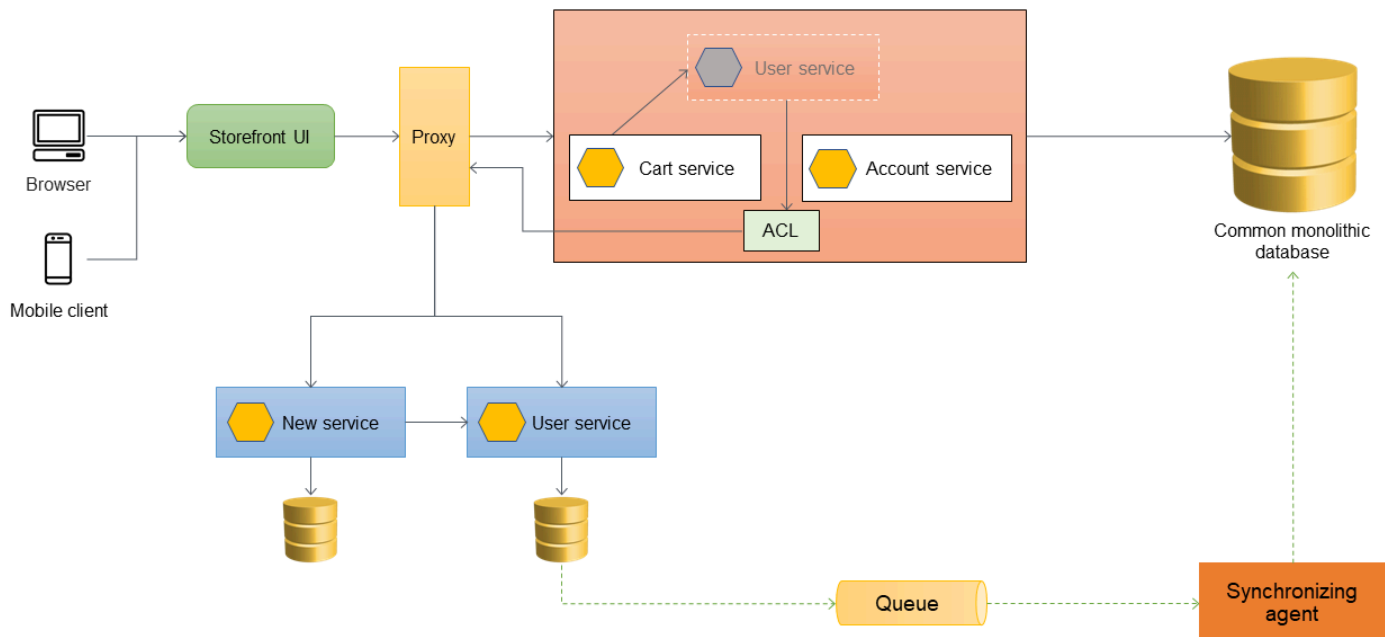 User service
Storefront UI
Proxy
Cart service
Account service
Browser
ACL
Common monolithic
database
Mobile client
New service
User service
Queue
Synchronizing
agent